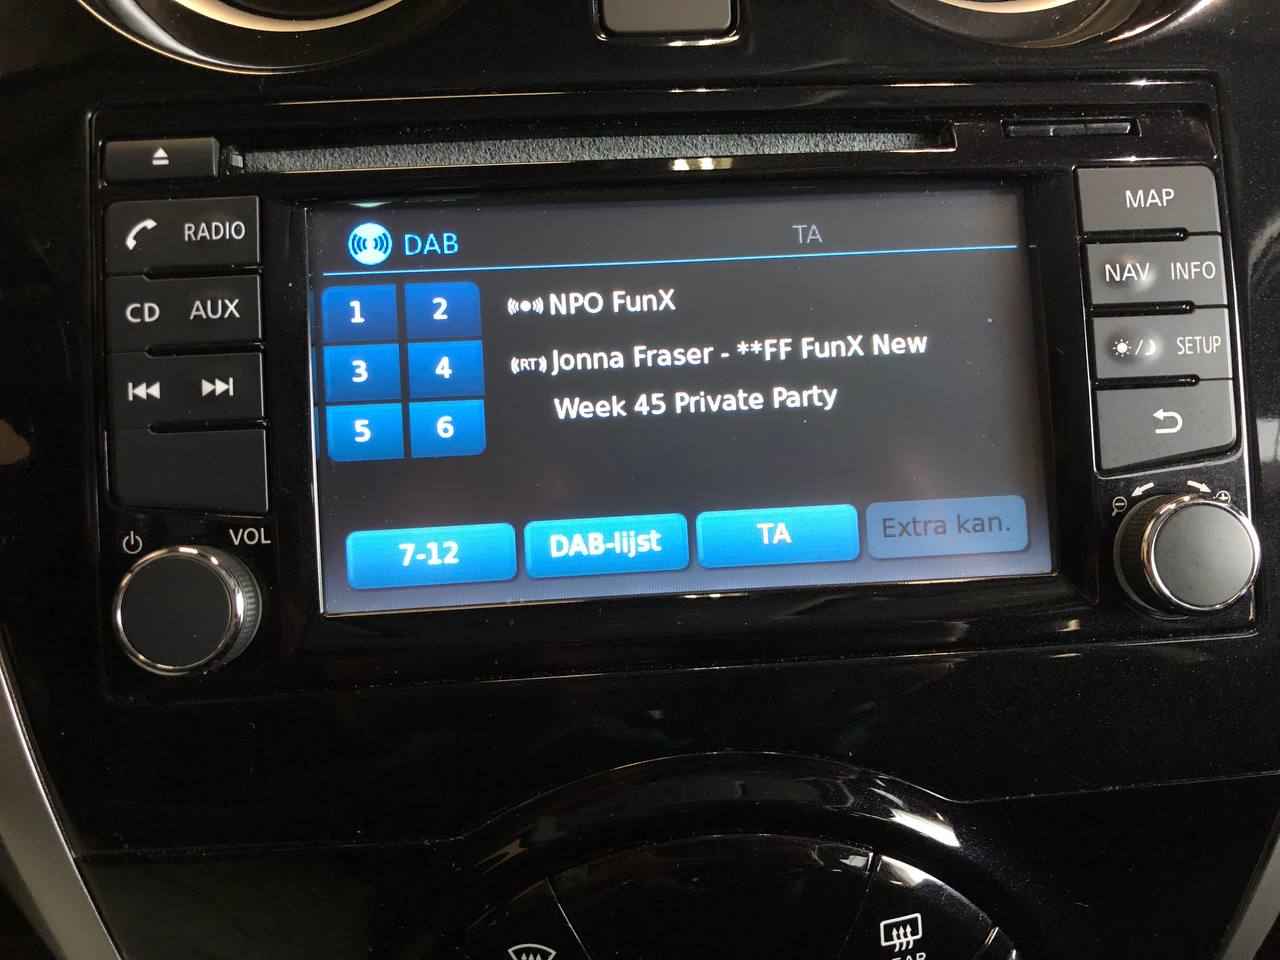 RADIO
CD AUX
VOL
DAB
TA
1 2
3 4
5 6
NPO FunX
(RT) Jonna Fraser - **FF FunX New
Week 45 Private Party
7-12
DAB-lijst
TA
Extra kan.
MAP
NAV INFO
SETUP